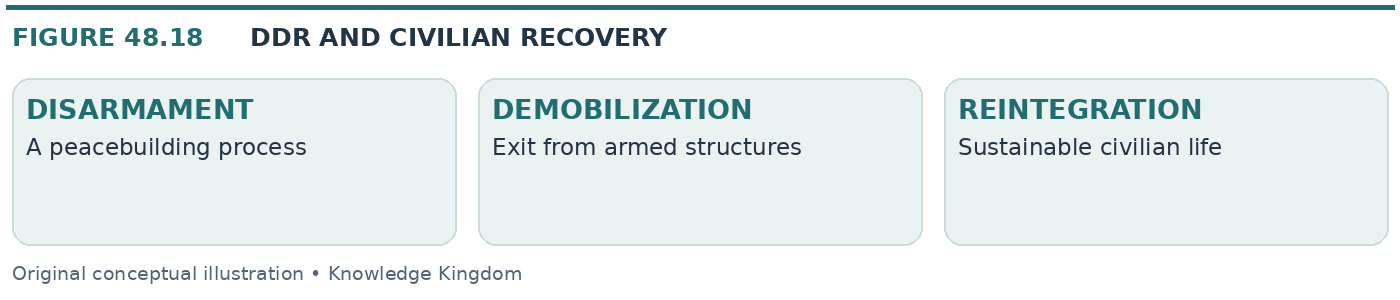 FIGURE 48.18 DDR AND CIVILIAN RECOVERY
DISARMAMENT
A peacebuilding process
DEMOBILIZATION
Exit from armed structures
REINTEGRATION
Sustainable civilian life
Original conceptual illustration • Knowledge Kingdom